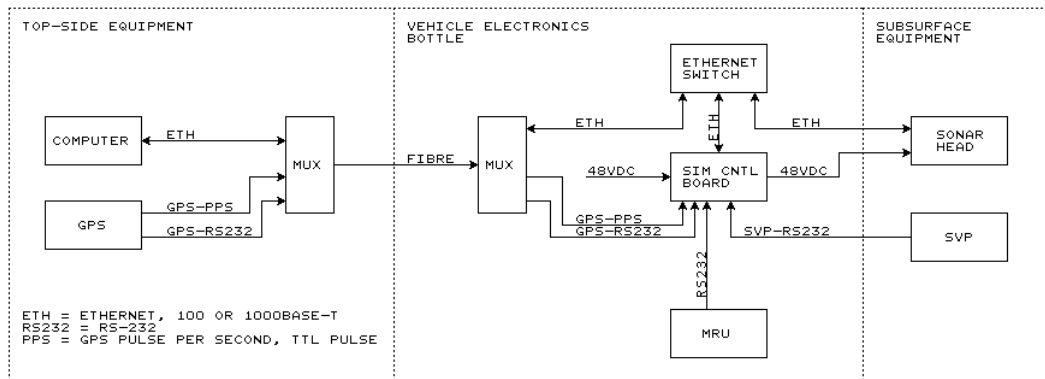 TOP-SIDE EQUIPMENT
VEHICLE ELECTRONICS
BOTTLE
SUBSURFACE
EQUIPMENT
ETHERNET
SWITCH
COMPUTER
ETH
MUX
FIBRE
MUX
ETH
ETH
ETH
SONAR
HEAD
48VDC
SIM CNTL
BOARD
48VDC
GPS
GPS-PPS
GPS-RS232
GPS-PPS
GPS-RS232
SVP-RS232
SVP
RS232
MRU
ETH = ETHERNET, 100 OR 1000BASE-T
RS232 = RS-232
PPS = GPS PULSE PER SECOND, TTL PULSE